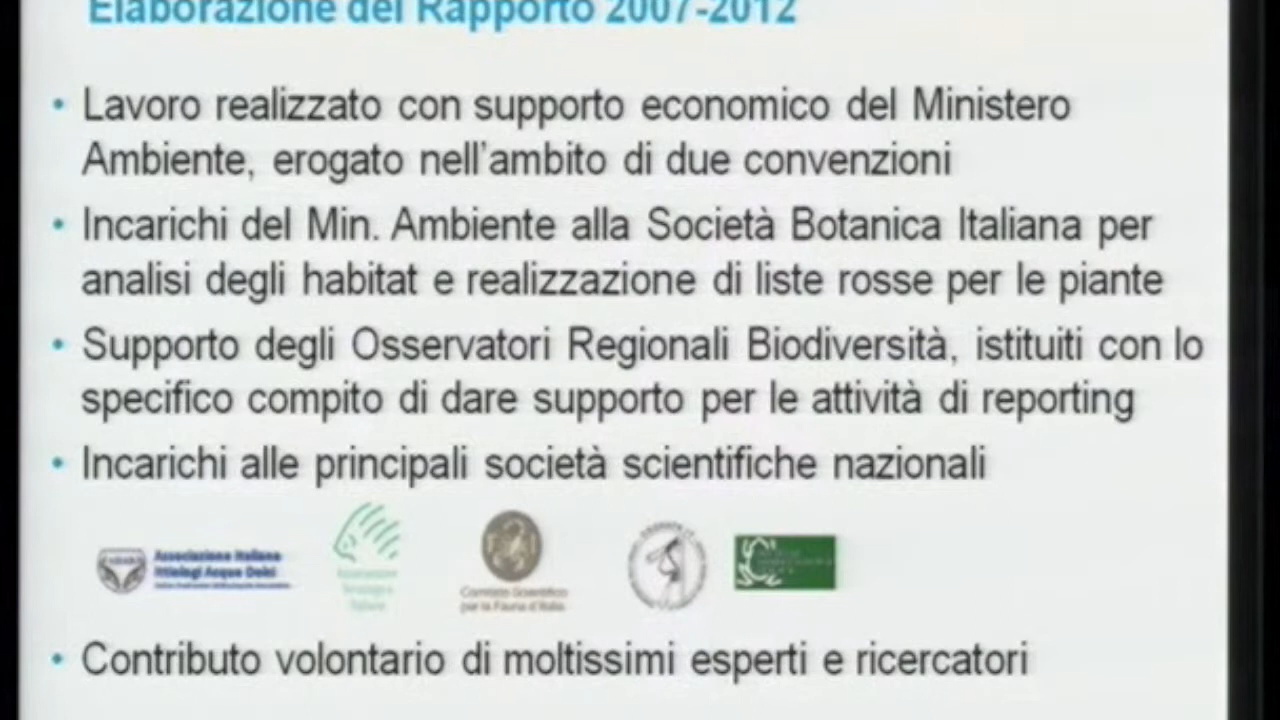 Elaborazione del Rapporto 2007-2012
• Lavoro realizzato con supporto economico del Ministero
Ambiente, erogato nell'ambito di due convenzioni
• Incarichi del Min. Ambiente alla Società Botanica Italiana per
analisi degli habitat e realizzazione di liste rosse per le piante
• Supporto degli Osservatori Regionali Biodiversità, istituiti con lo
specifico compito di dare supporto per le attività di reporting
• Incarichi alle principali società scientifiche nazionali
Associazione Italiana
Ittiologi Acque Dolci
Comitato Scientifico
per la Fauna d'Italia
• Contributo volontario di moltissimi esperti e ricercatori